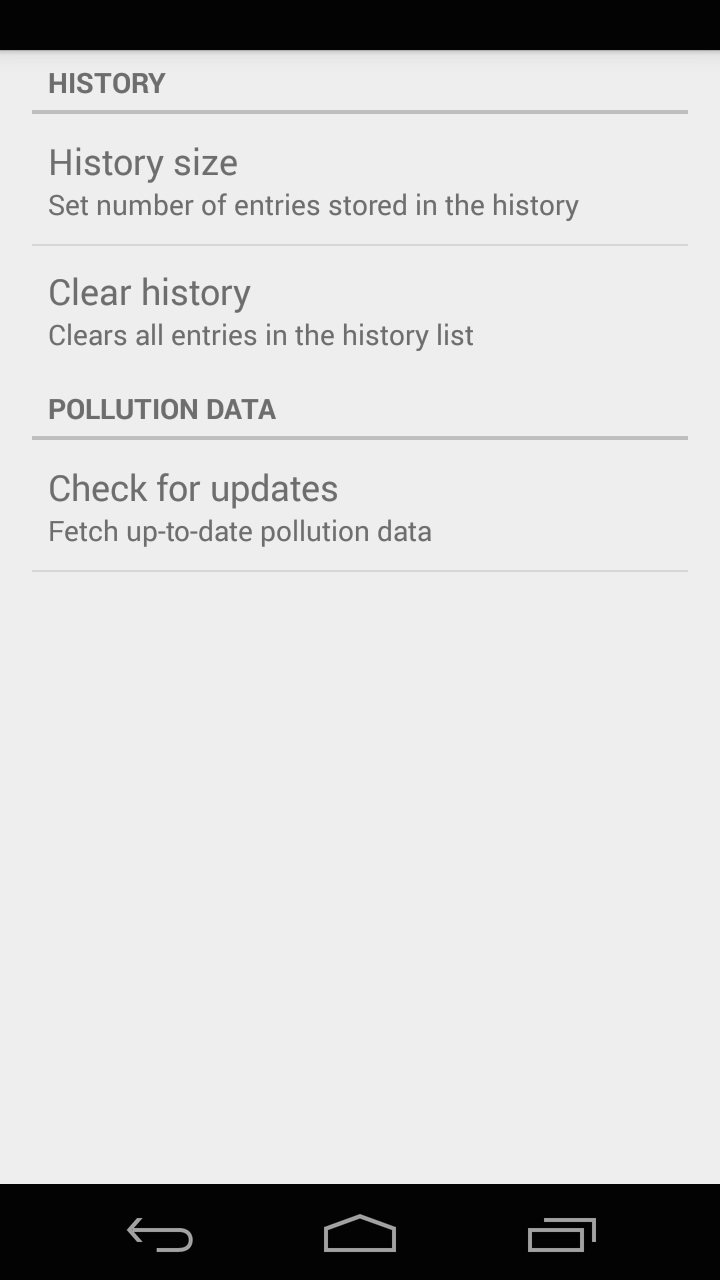 HISTORY
History size
Set number of entries stored in the history
Clear history
Clears all entries in the history list
POLLUTION DATA
Check for updates
Fetch up-to-date pollution data